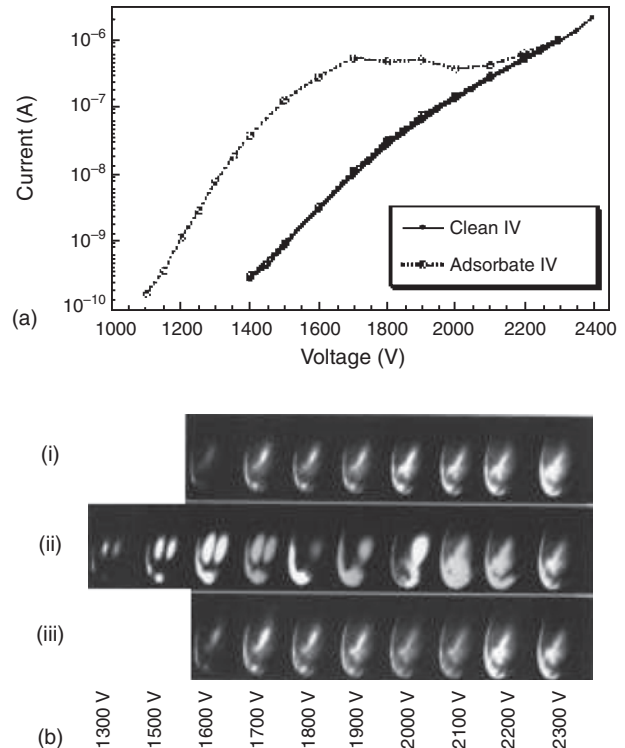 10⁻⁶
10⁻⁷
10⁻⁸
10⁻⁹
10⁻¹⁰
Current (A)
Clean IV
Adsorbate IV
(a)
1000 1200 1400 1600 1800 2000 2200 2400
Voltage (V)
(i)
(ii)
(iii)
(b)
1300 V
1500 V
1600 V
1700 V
1800 V
1900 V
2000 V
2100 V
2200 V
2300 V